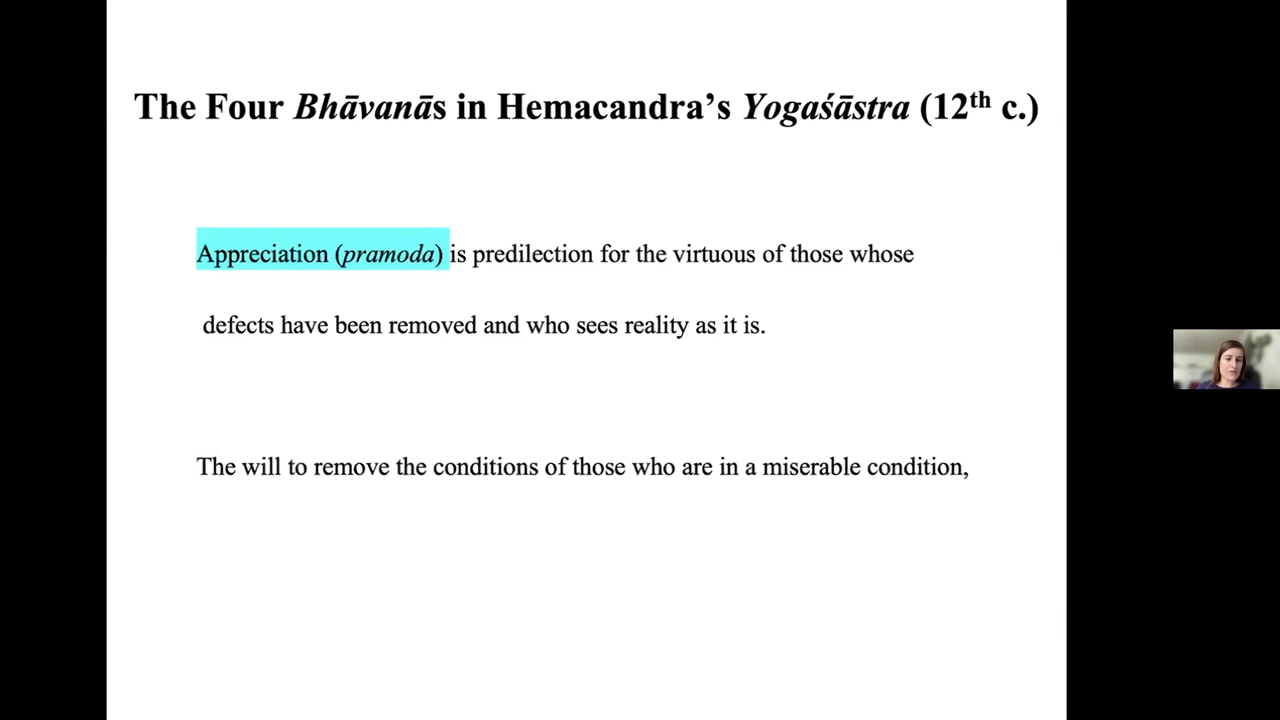 The Four Bhāvanās in Hemacandra’s Yogaśāstra (12th c.)
Appreciation (pramoda) is predilection for the virtuous of those whose
defects have been removed and who sees reality as it is.
The will to remove the conditions of those who are in a miserable condition,